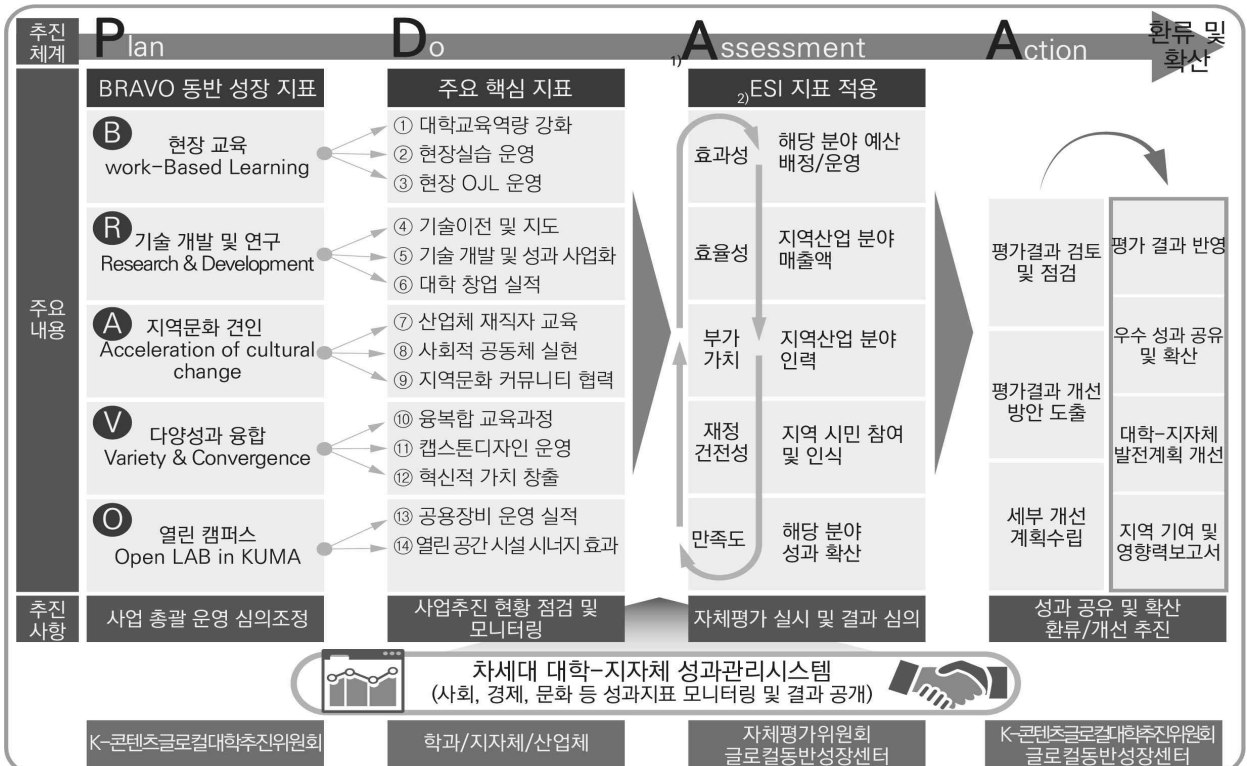 추진
체계
Plan
Do
1)Assessment
Action
환류 및
확산
주요
내용
BRAVO 동반 성장 지표
B
현장 교육
work-Based Learning
R
기술 개발 및 연구
Research & Development
A
지역문화 견인
Acceleration of cultural
change
V
다양성과 융합
Variety & Convergence
O
열린 캠퍼스
Open LAB in KUMA
주요 핵심 지표
① 대학교육역량 강화
② 현장실습 운영
③ 현장 OJL 운영
④ 기술이전 및 지도
⑤ 기술 개발 및 성과 사업화
⑥ 대학 창업 실적
⑦ 산업체 재직자 교육
⑧ 사회적 공동체 실현
⑨ 지역문화 커뮤니티 협력
⑩ 융복합 교육과정
⑪ 캡스톤디자인 운영
⑫ 혁신적 가치 창출
⑬ 공용장비 운영 실적
⑭ 열린 공간 시설 시너지 효과
2)ESI 지표 적용
효과성
해당 분야 예산
배정/운영
효율성
지역산업 분야
매출액
부가
가치
지역산업 분야
인력
재정
건전성
지역 시민 참여
및 인식
만족도
해당 분야
성과 확산
평가결과 검토
및 점검
평가결과 개선
방안 도출
세부 개선
계획수립
평가 결과 반영
우수 성과 공유
및 확산
대학-지자체
발전계획 개선
지역 기여 및
영향력보고서
추진
사항
사업 총괄 운영 심의조정
사업추진 현황 점검 및
모니터링
자체평가 실시 및 결과 심의
성과 공유 및 확산
환류/개선 추진
차세대 대학-지자체 성과관리시스템
(사회, 경제, 문화 등 성과지표 모니터링 및 결과 공개)
K-콘텐츠글로컬대학추진위원회
학과/지자체/산업체
자체평가위원회
글로컬동반성장센터
K-콘텐츠글로컬대학추진위원회
글로컬동반성장센터